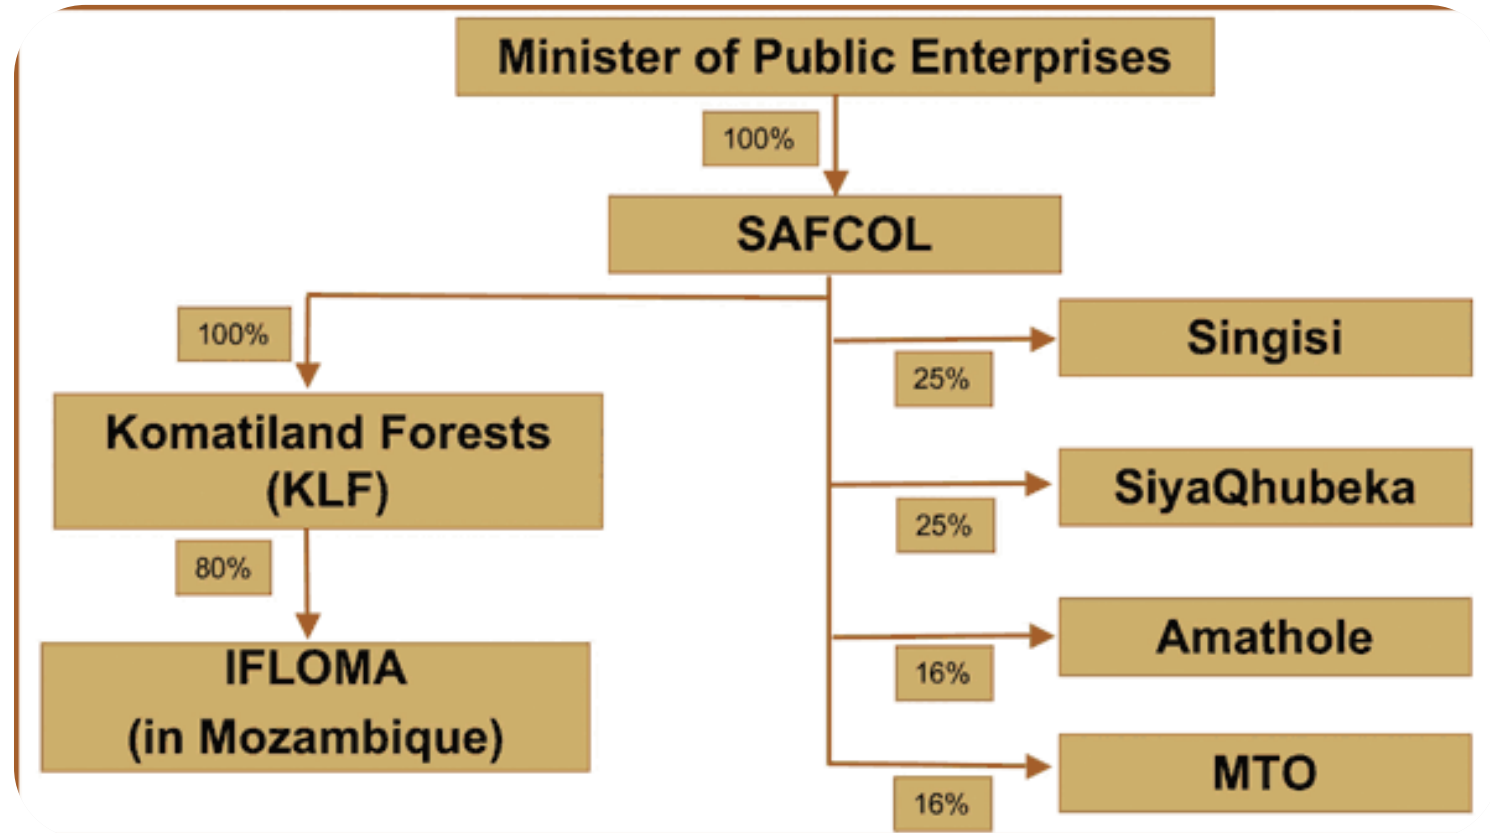 Minister of Public Enterprises
100%
SAFCOL
100%
Singisi
25%
Komatiland Forests
(KLF)
SiyaQhubeka
25%
80%
Amathole
IFLOMA
(in Mozambique)
16%
MTO
16%